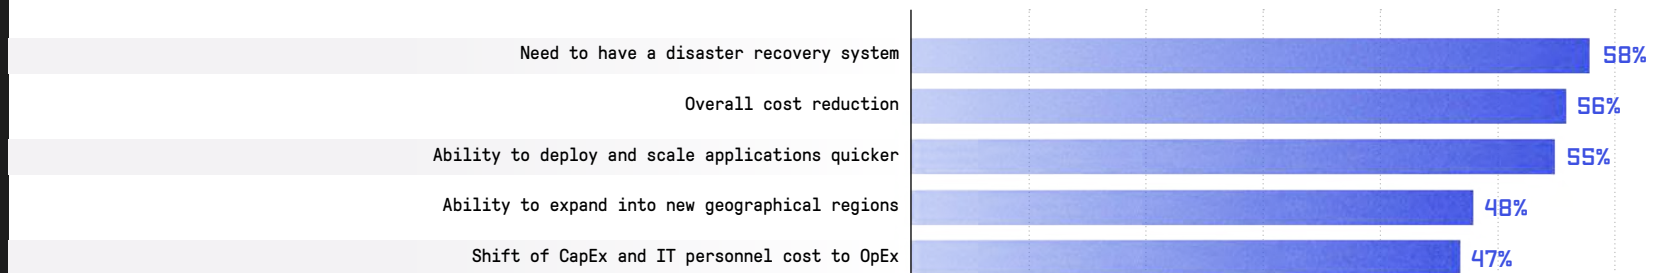 Need to have a disaster recovery system 58%
Overall cost reduction 56%
Ability to deploy and scale applications quicker 55%
Ability to expand into new geographical regions 48%
Shift of CapEx and IT personnel cost to OpEx 47%